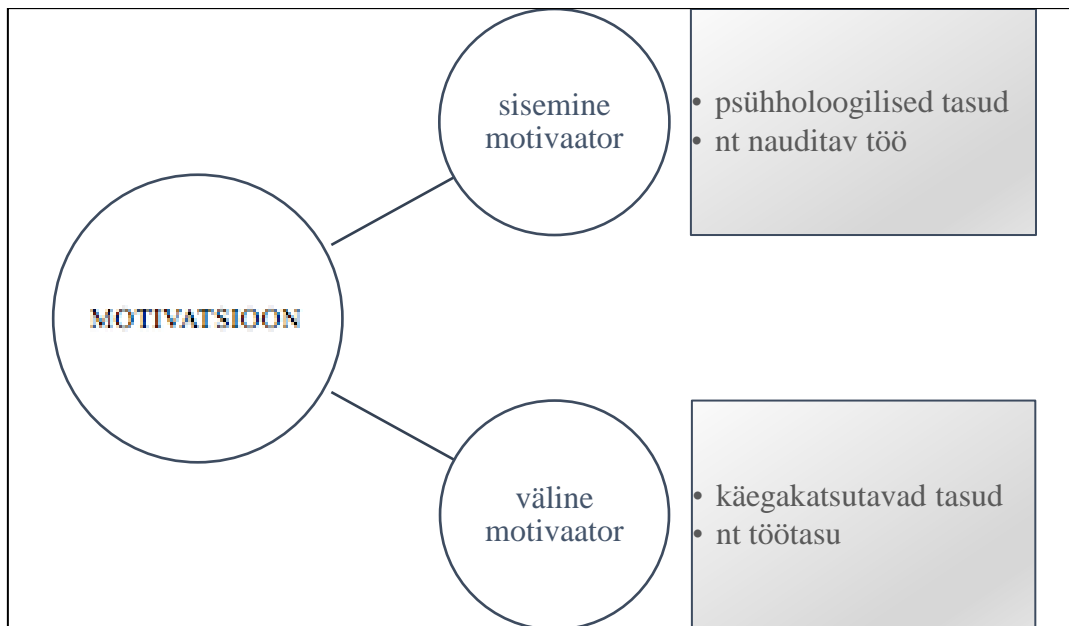 MOTIVATSIOON
sisemine
motivaator
• psühholoogilised tasud
• nt nauditav töö
väline
motivaator
• käegakatsutavad tasud
• nt töötasu